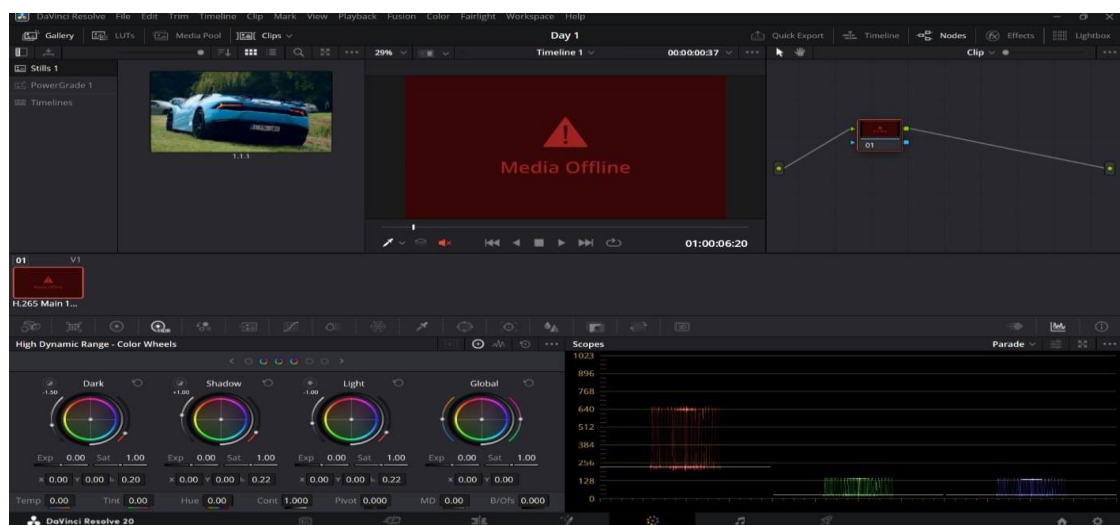 DaVinci Resolve File Edit Trim Timeline Clip Mark View Playback Fusion Color Fairlight Workspace Help
Gallery LUTs Media Pool Clips Day 1 Quick Export Timeline Nodes Effects Lightbox
29% Timeline 1 00:00:00:37 Clip
Stills 1
PowerGrade 1
Timelines
1.1.1
Media Offline
01
01:00:06:20
01 V1
Media Offline
H.265 Main 1...
High Dynamic Range - Color Wheels Scopes Parade
1023
896
768
640
512
384
256
128
0
Dark Shadow Light Global
-1.50 +1.00 -1.00
Exp 0.00 Sat 1.00 Exp 0.00 Sat 1.00 Exp 0.00 Sat 1.00 Exp 0.00 Sat 1.00
X 0.00 Y 0.00 0.20 X 0.00 Y 0.00 0.22 X 0.00 Y 0.00 0.22 X 0.00 Y 0.00
Temp 0.00 Tint 0.00 Hue 0.00 Cont 1.000 Pivot 0.000 MD 0.00 B/Ofs 0.000
DaVinci Resolve 20